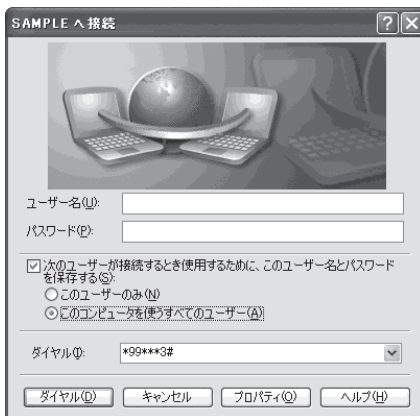 SAMPLE へ接続
ユーザー名(U):
パスワード(P):
次のユーザーが接続するとき使用するために、このユーザー名とパスワード
を保存する(S):
このユーザーのみ(N)
このコンピュータを使うすべてのユーザー(A)
ダイヤル(I): *99***3#
ダイヤル(D) キャンセル プロパティ(O) ヘルプ(H)